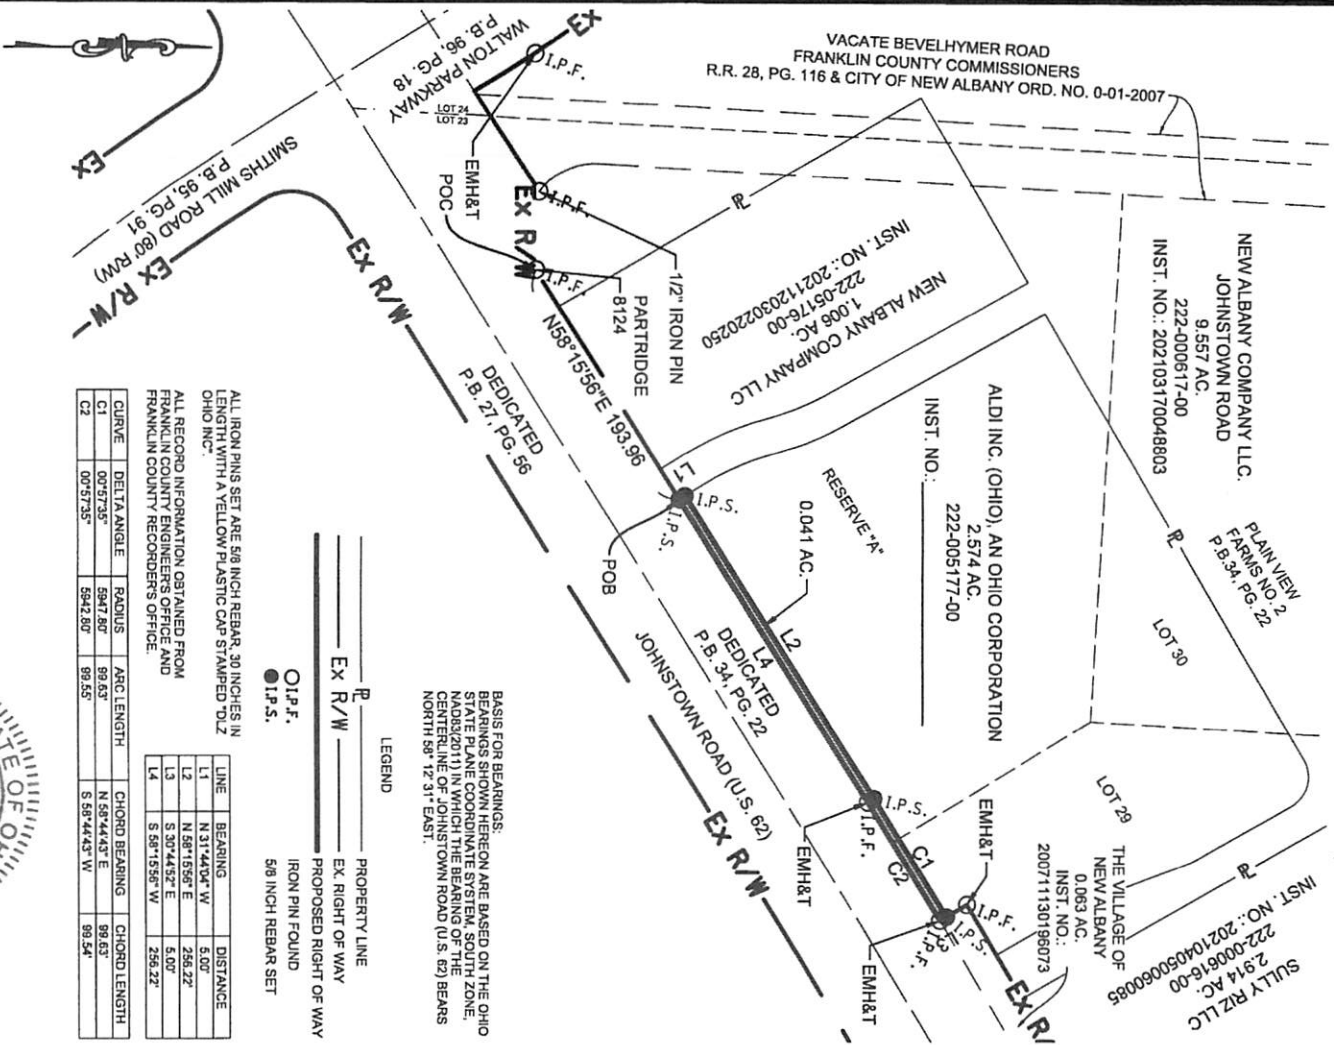 VACATE BEVELHYMER ROAD
FRANKLIN COUNTY COMMISSIONERS
R.R. 28, PG. 116 & CITY OF NEW ALBANY ORD. NO. 0-01-2007
NEW ALBANY COMPANY LLC.
JOHNSTOWN ROAD
9.557 AC.
222-000617-00
INST. NO.: 202103170048803
PLAIN VIEW
FARMS NO. 2
P.B.34, PG. 22
LOT 30
LOT 29
THE VILLAGE OF
NEW ALBANY
0.063 AC.
INST. NO.:
200711130196073
SULLY RIZ LLC
2.914 AC.
222-000616-00
INST. NO.: 202104050060085
ALDI INC. (OHIO), AN OHIO CORPORATION
2.574 AC.
222-005177-00
INST. NO.:
RESERVE "A"
0.041 AC.
NEW ALBANY COMPANY LLC
1.006 AC.
222-05176-00
INST. NO.: 202112030220250
WALTON PARKWAY
P.B. 96, PG. 18
LOT 24
LOT 23
SMITHS MILL ROAD (80' R/W)
P.B. 95, PG. 91
EX
EX
EX
EX R/W
EX R/W
EX R/W
EX R/W
EX R/
I.P.F.
I.P.F.
I.P.F.
EMH&T
POC
1/2" IRON PIN
PARTRIDGE
8124
N58°15'56"E 193.96
DEDICATED
P.B. 27, PG. 56
L1
I.P.S.
I.P.S.
POB
L2
L4
DEDICATED
P.B. 34, PG. 22
JOHNSTOWN ROAD (U.S. 62)
I.P.S.
I.P.F.
EMH&T
C1
C2
EMH&T
I.P.F.
I.P.S.
L3
I.P.F.
EMH&T
BASIS FOR BEARINGS:
BEARINGS SHOWN HEREON ARE BASED ON THE OHIO
STATE PLANE COORDINATE SYSTEM, SOUTH ZONE,
NAD83(2011) IN WHICH THE BEARING OF THE
CENTERLINE OF JOHNSTOWN ROAD (U.S. 62) BEARS
NORTH 58° 12' 31" EAST.
LEGEND
PL PROPERTY LINE
EX R/W EX. RIGHT OF WAY
PROPOSED RIGHT OF WAY
I.P.F. IRON PIN FOUND
I.P.S. 5/8 INCH REBAR SET
ALL IRON PINS SET ARE 5/8 INCH REBAR, 30 INCHES IN
LENGTH WITH A YELLOW PLASTIC CAP STAMPED "DLZ
OHIO INC".
ALL RECORD INFORMATION OBTAINED FROM
FRANKLIN COUNTY ENGINEER'S OFFICE AND
FRANKLIN COUNTY RECORDER'S OFFICE.
LINE BEARING DISTANCE
L1 N 31°44'04" W 5.00'
L2 N 58°15'56" E 256.22'
L3 S 30°44'52" E 5.00'
L4 S 58°15'56" W 256.22'
CURVE DELTA ANGLE RADIUS ARC LENGTH CHORD BEARING CHORD LENGTH
C1 00°57'35" 5947.80' 99.63' N 58°44'43" E 99.63'
C2 00°57'35" 5942.80' 99.55' S 58°44'43" W 99.54'